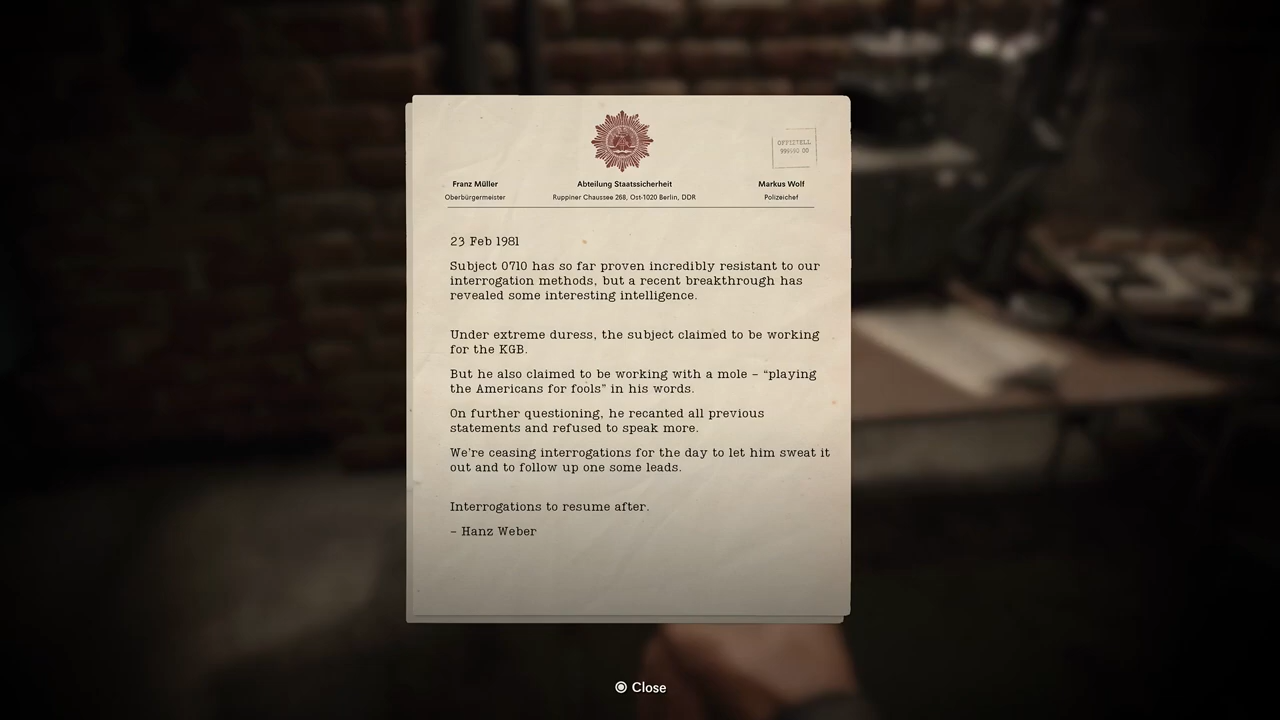 OFFIZIELL
Franz Müller
Abteilung Staatssicherheit
Markus Wolf
Oberbürgermeister
Ruppiner Chaussee 268, Ost-1020 Berlin, DDR
Polizeichef
23 Feb 1981
Subject 0710 has so far proven incredibly resistant to our
interrogation methods, but a recent breakthrough has
revealed some interesting intelligence.
Under extreme duress, the subject claimed to be working
for the KGB.
But he also claimed to be working with a mole – “playing
the Americans for fools” in his words.
On further questioning, he recanted all previous
statements and refused to speak more.
We’re ceasing interrogations for the day to let him sweat it
out and to follow up one some leads.
Interrogations to resume after.
– Hanz Weber
Close